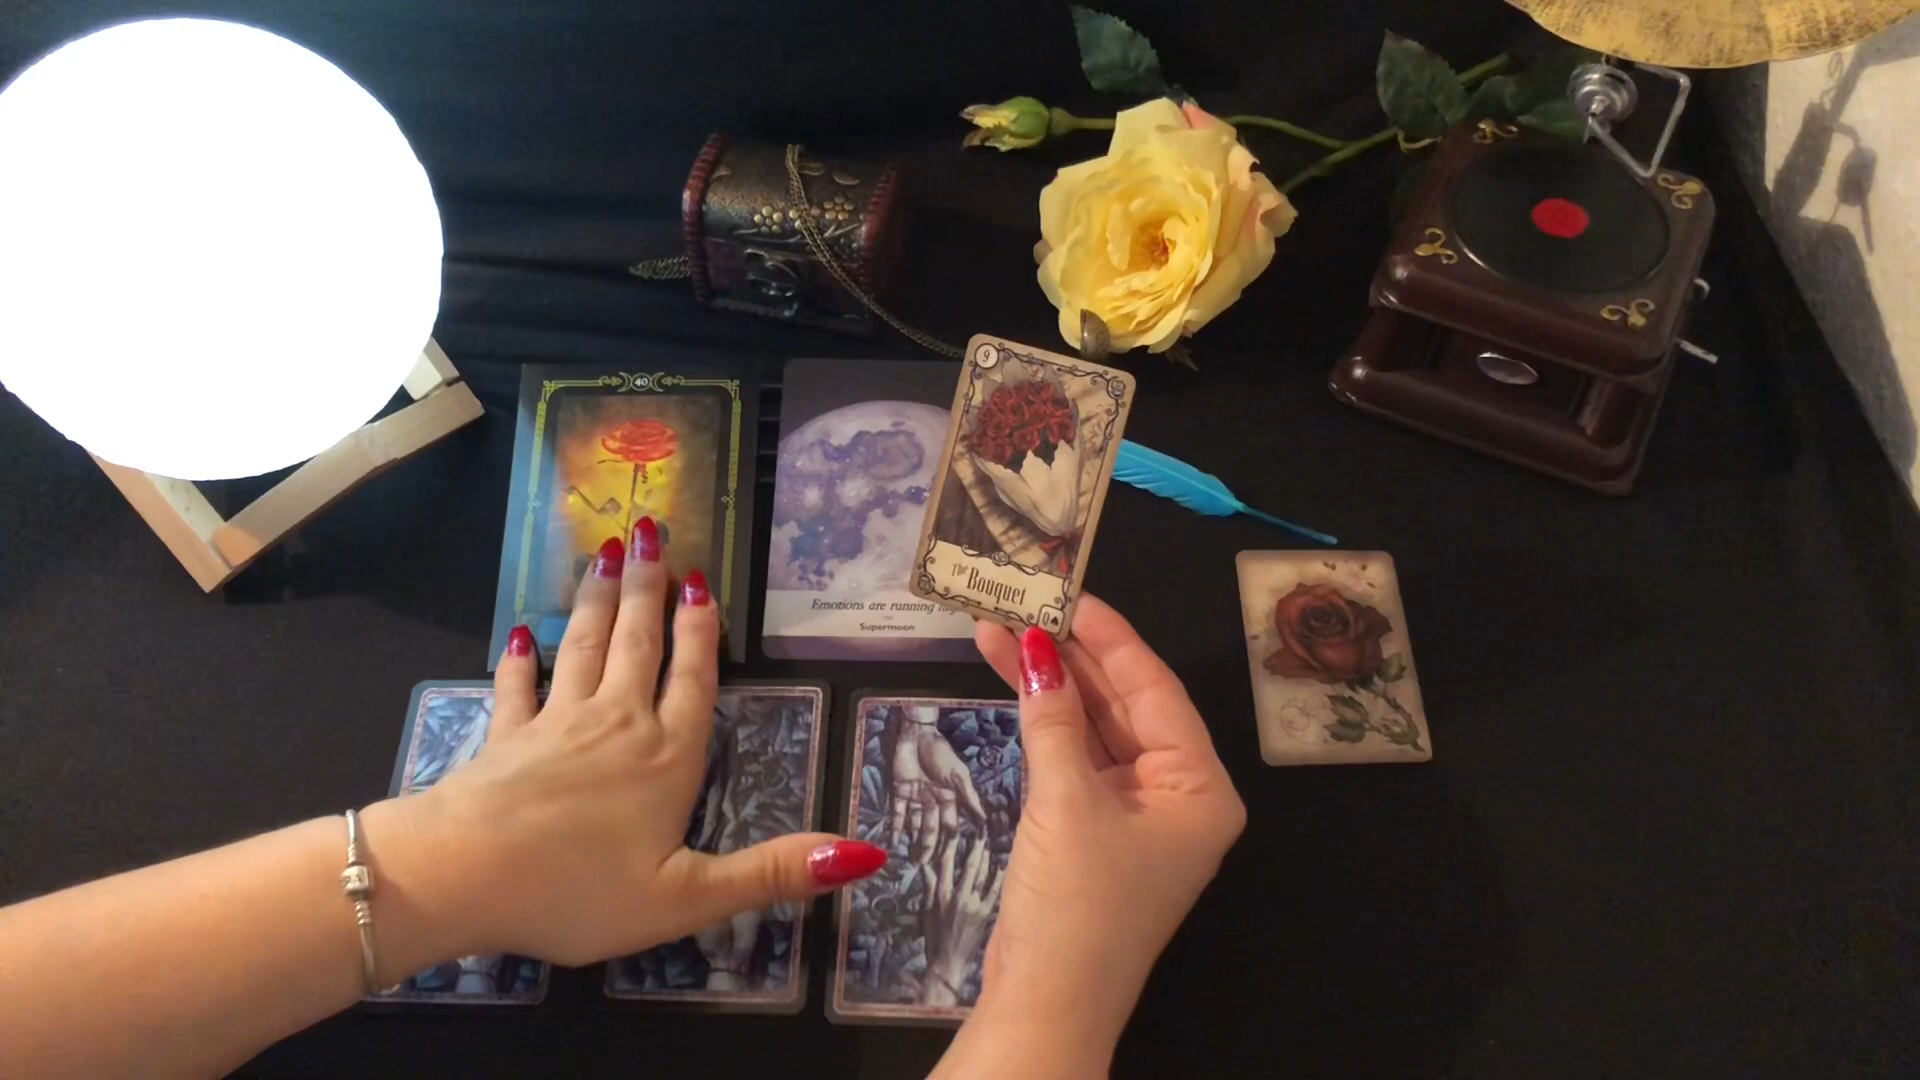 40
9
The Bouquet
Q♠
Emotions are running
Supermoon